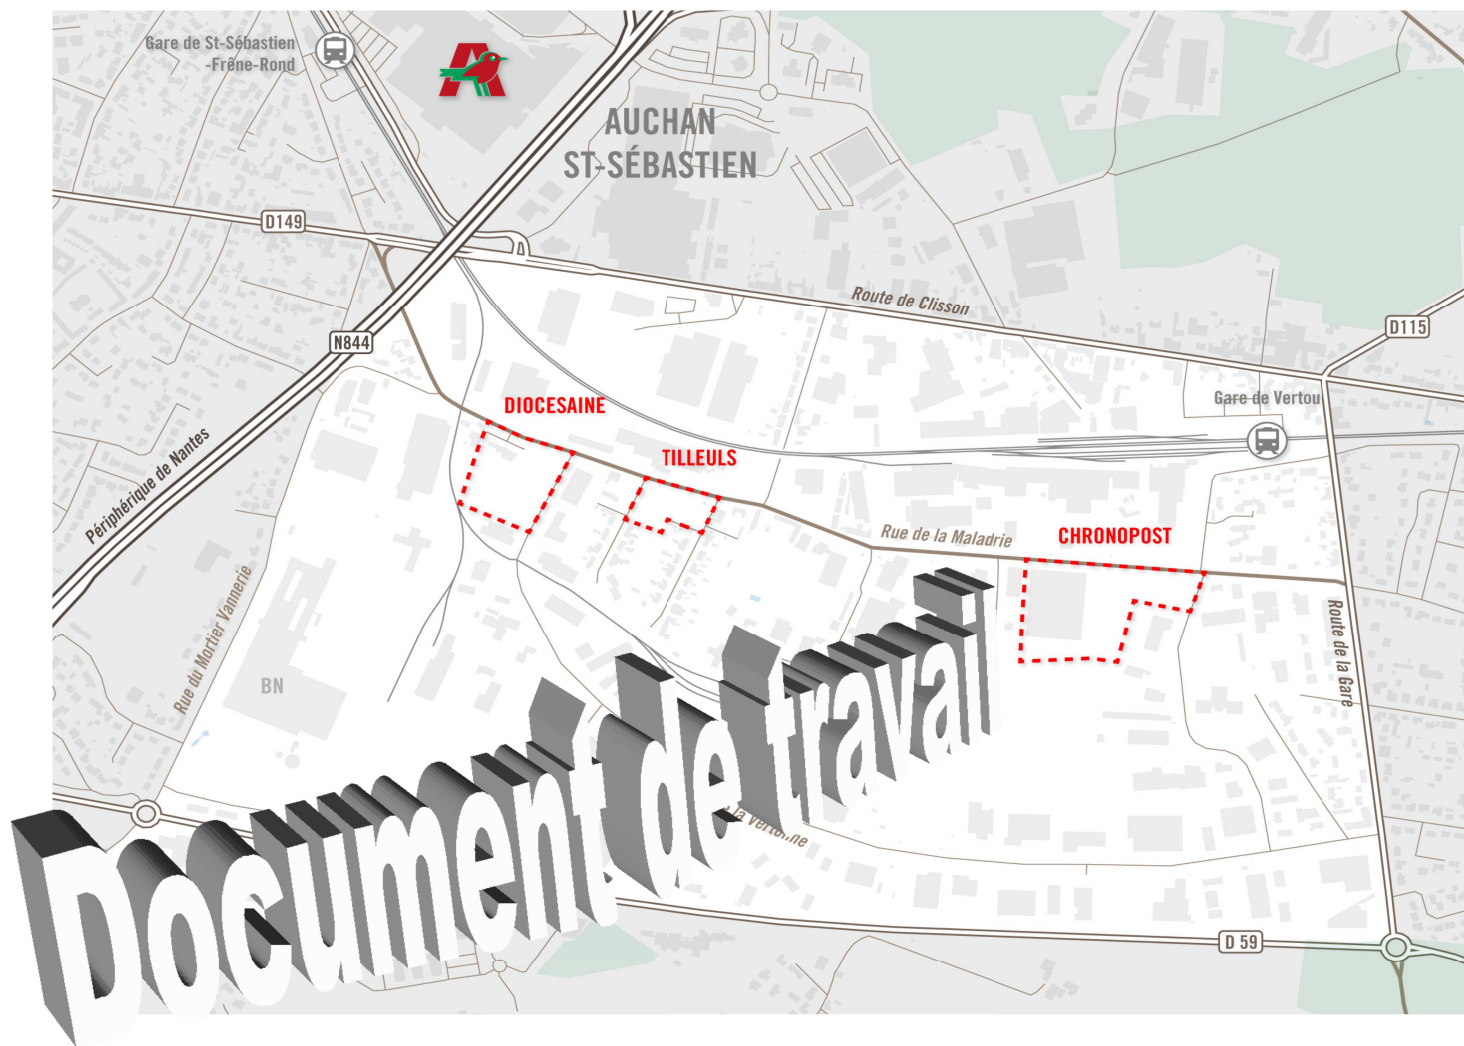 Gare de St-Sébastien
-Frêne-Rond
AUCHAN
ST-SÉBASTIEN
D149
Route de Clisson
D115
N844
Gare de Vertou
DIOCESAINE
TILLEULS
Périphérique de Nantes
Rue de la Maladrie
CHRONOPOST
Rue du Mortier Vannerie
Route de la Gare
BN
la Vertonne
D 59
Document de travail